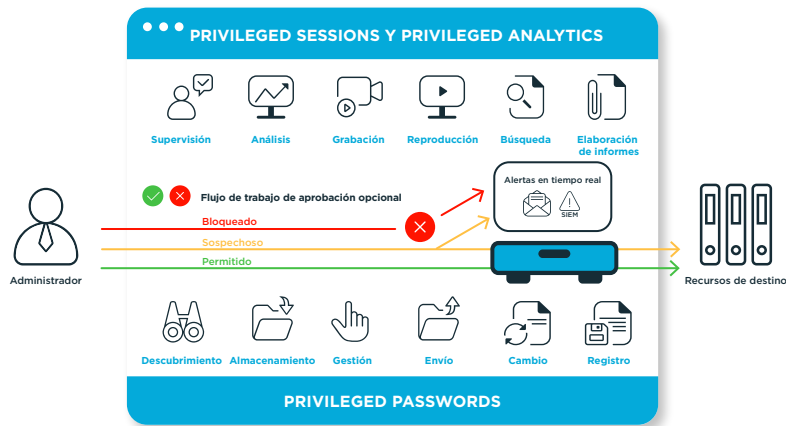 PRIVILEGED SESSIONS Y PRIVILEGED ANALYTICS
Supervisión
Análisis
Grabación
Reproducción
Búsqueda
Elaboración
de informes
Alertas en tiempo real
SIEM
Flujo de trabajo de aprobación opcional
Bloqueado
Sospechoso
Permitido
Administrador
Recursos de destino
Descubrimiento
Almacenamiento
Gestión
Envío
Cambio
Registro
PRIVILEGED PASSWORDS